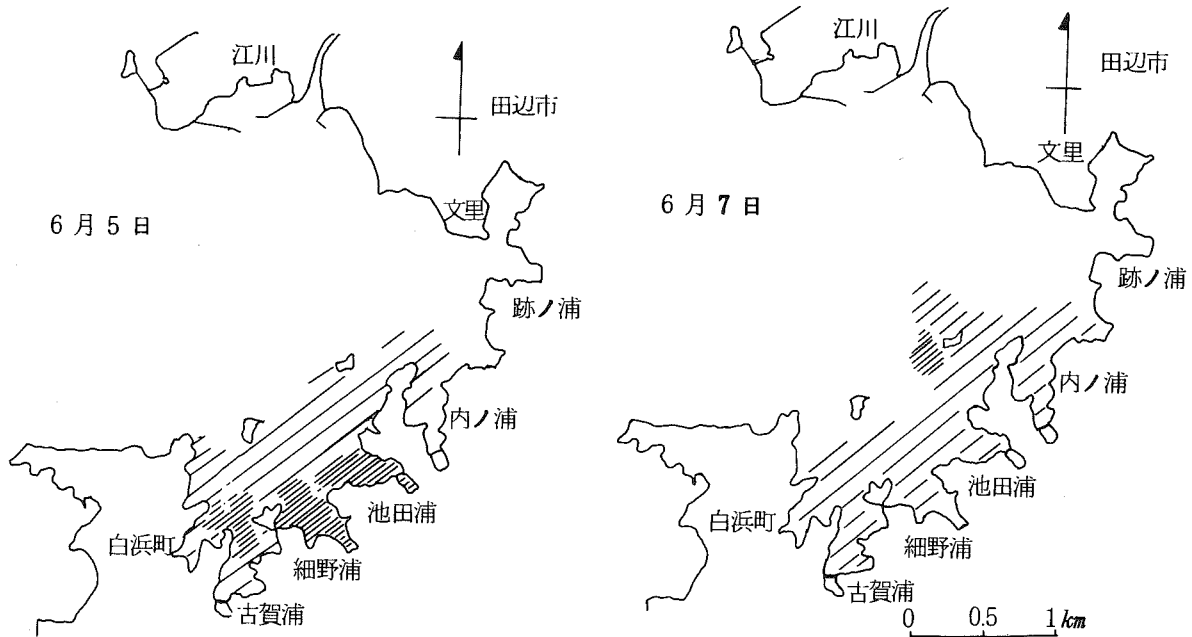 江川
田辺市
文里
6月5日
跡ノ浦
内ノ浦
池田浦
白浜町
細野浦
古賀浦
江川
田辺市
文里
6月7日
跡ノ浦
内ノ浦
池田浦
白浜町
細野浦
古賀浦
0 0.5 1km